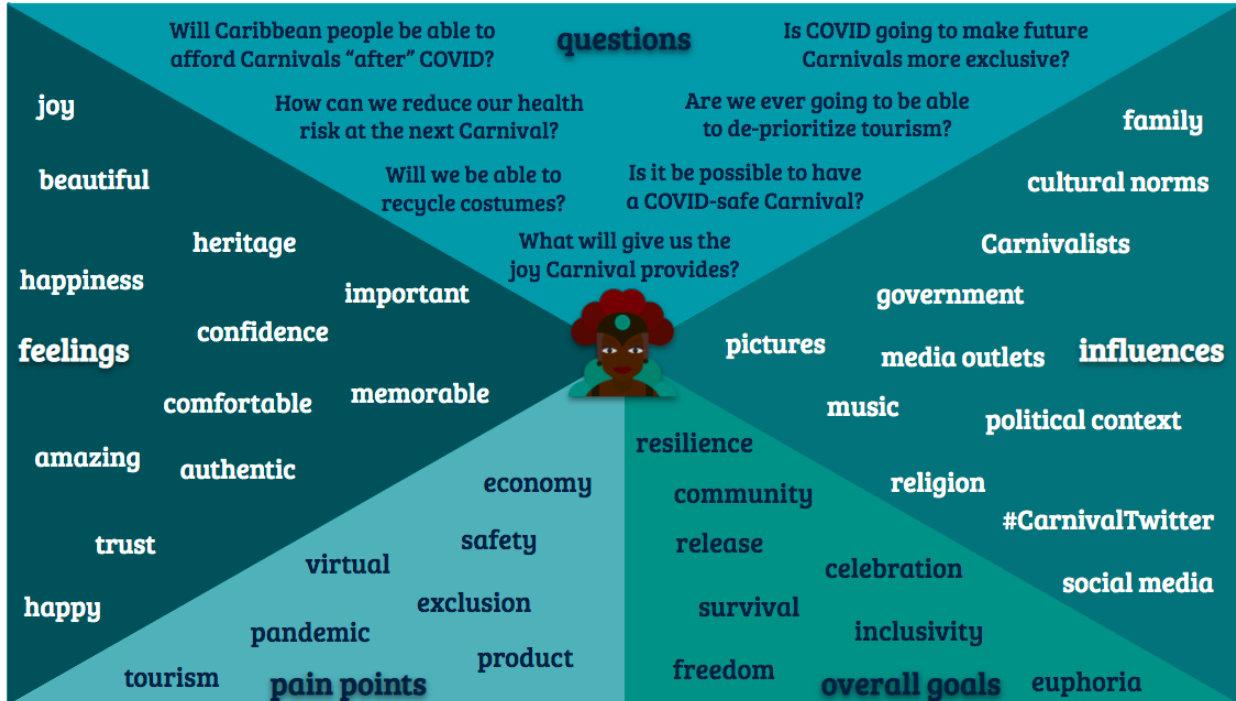 questions
Will Caribbean people be able to
afford Carnivals “after” COVID?
Is COVID going to make future
Carnivals more exclusive?
How can we reduce our health
risk at the next Carnival?
Are we ever going to be able
to de-prioritize tourism?
Will we be able to
recycle costumes?
Is it be possible to have
a COVID-safe Carnival?
What will give us the
joy Carnival provides?
joy
beautiful
heritage
happiness
important
confidence
feelings
memorable
comfortable
amazing
authentic
trust
happy
family
cultural norms
Carnivalists
government
pictures
media outlets
influences
music
political context
religion
#CarnivalTwitter
social media
economy
safety
virtual
exclusion
pandemic
product
tourism
pain points
resilience
community
release
celebration
survival
inclusivity
freedom
overall goals
euphoria